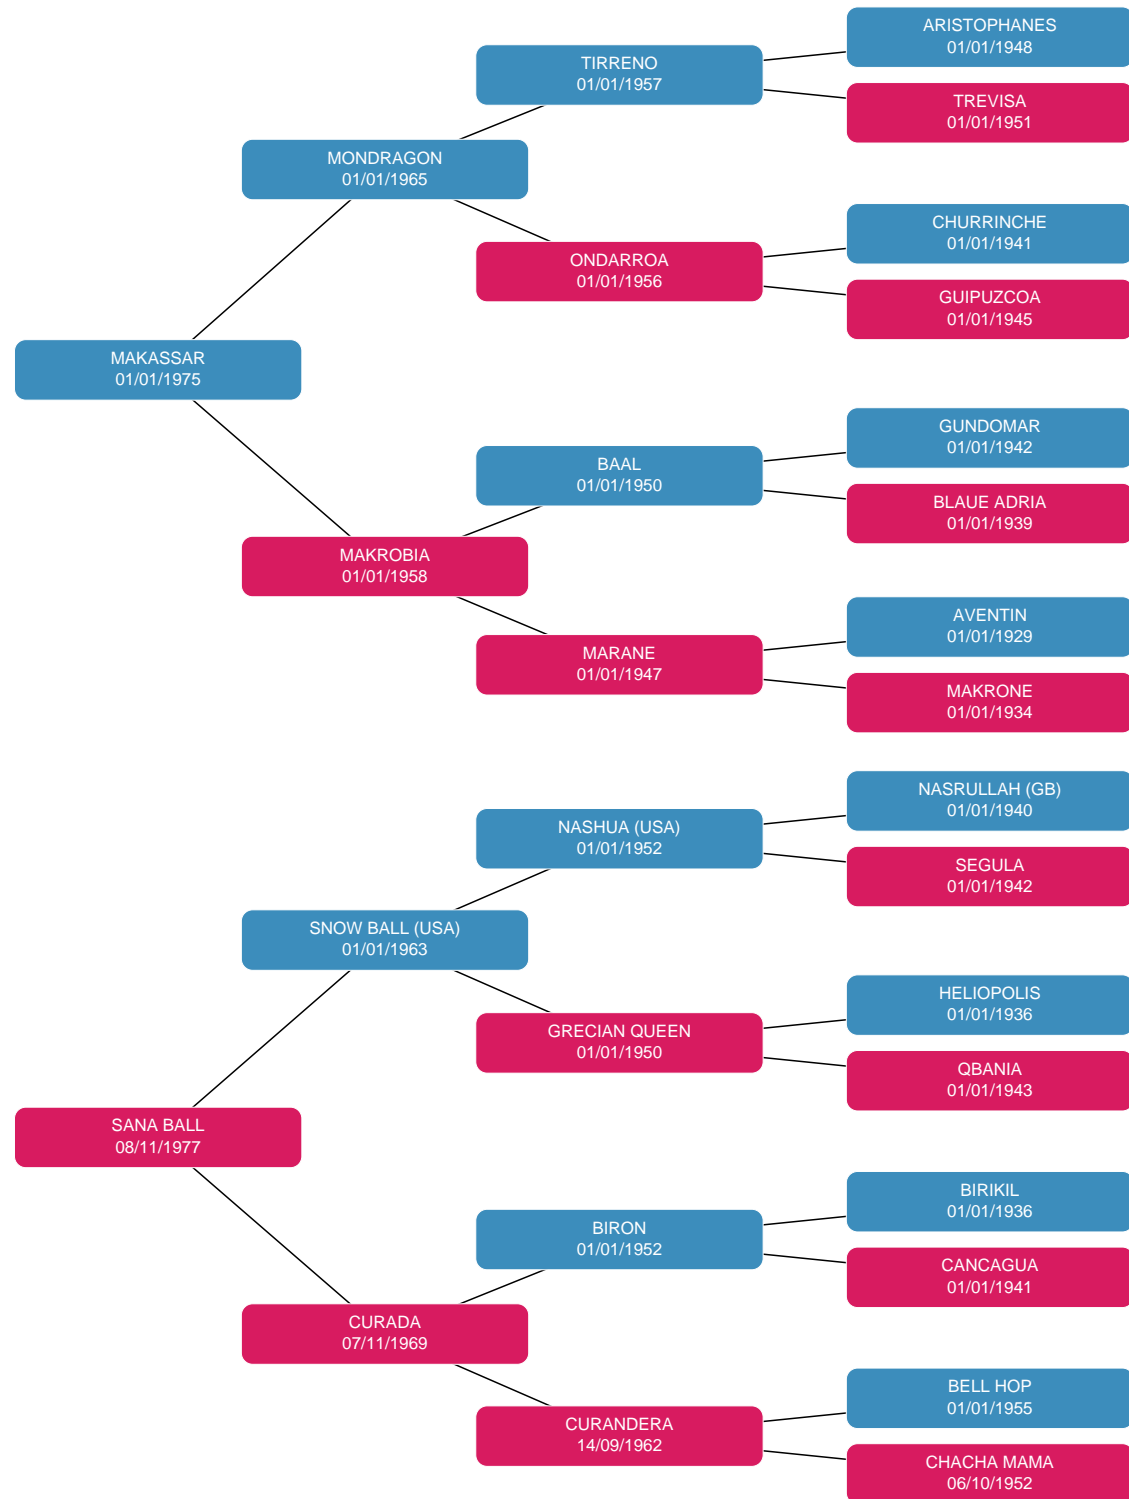 ARISTOPHANES
01/01/1948
TIRRENO
01/01/1957
TREVISA
01/01/1951
MONDRAGON
01/01/1965
CHURRINCHE
01/01/1941
ONDARROA
01/01/1956
GUIPUZCOA
01/01/1945
MAKASSAR
01/01/1975
GUNDOMAR
01/01/1942
BAAL
01/01/1950
BLAUE ADRIA
01/01/1939
MAKROBIA
01/01/1958
AVENTIN
01/01/1929
MARANE
01/01/1947
MAKRONE
01/01/1934
NASRULLAH (GB)
01/01/1940
NASHUA (USA)
01/01/1952
SEGULA
01/01/1942
SNOW BALL (USA)
01/01/1963
HELIOPOLIS
01/01/1936
GRECIAN QUEEN
01/01/1950
QBANIA
01/01/1943
SANA BALL
08/11/1977
BIRIKIL
01/01/1936
BIRON
01/01/1952
CANCAGUA
01/01/1941
CURADA
07/11/1969
BELL HOP
01/01/1955
CURANDERA
14/09/1962
CHACHA MAMA
06/10/1952